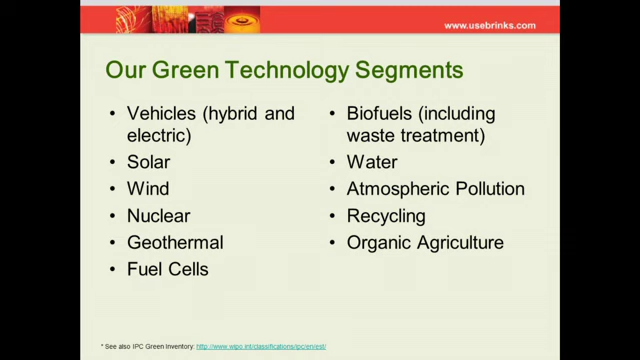 www.usebrinks.com
Our Green Technology Segments
• Vehicles (hybrid and
electric)
• Solar
• Wind
• Nuclear
• Geothermal
• Fuel Cells
• Biofuels (including
waste treatment)
• Water
• Atmospheric Pollution
• Recycling
• Organic Agriculture
* See also IPC Green Inventory: http://www.wipo.int/classifications/ipc/en/est/